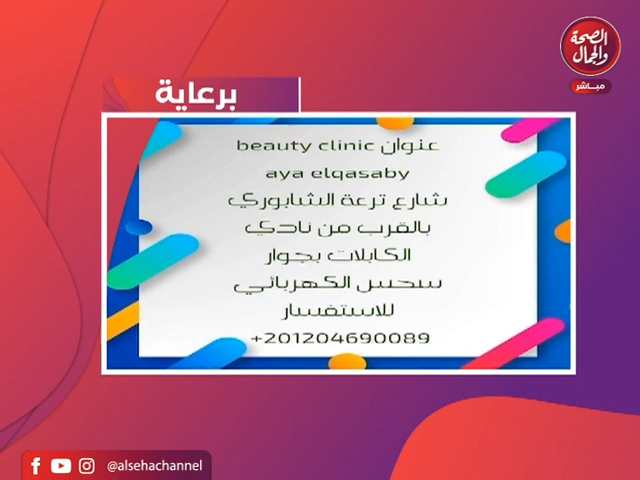 الصحة
والجمال
مباشر
برعاية
عنوان beauty clinic
aya elqasaby
شارع ترعة الشابوري
بالقرب من نادي
الكابلات بجوار
سحس الكهربائي
للاستفسار
+201204690089
@alsehachannel